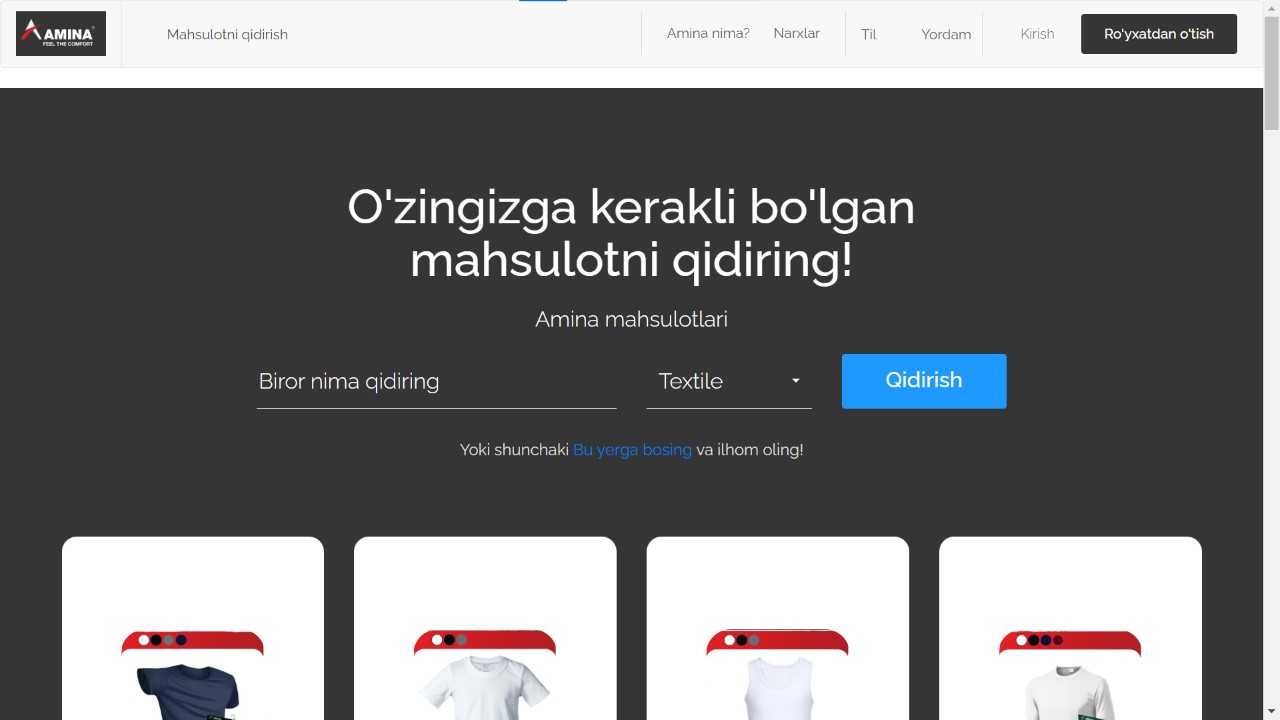 AMINA®
FEEL THE COMFORT
Mahsulotni qidirish
Amina nima?
Narxlar
Til
Yordam
Kirish
Ro'yxatdan o'tish
O'zingizga kerakli bo'lgan
mahsulotni qidiring!
Amina mahsulotlari
Biror nima qidiring
Textile
Qidirish
Yoki shunchaki Bu yerga bosing va ilhom oling!